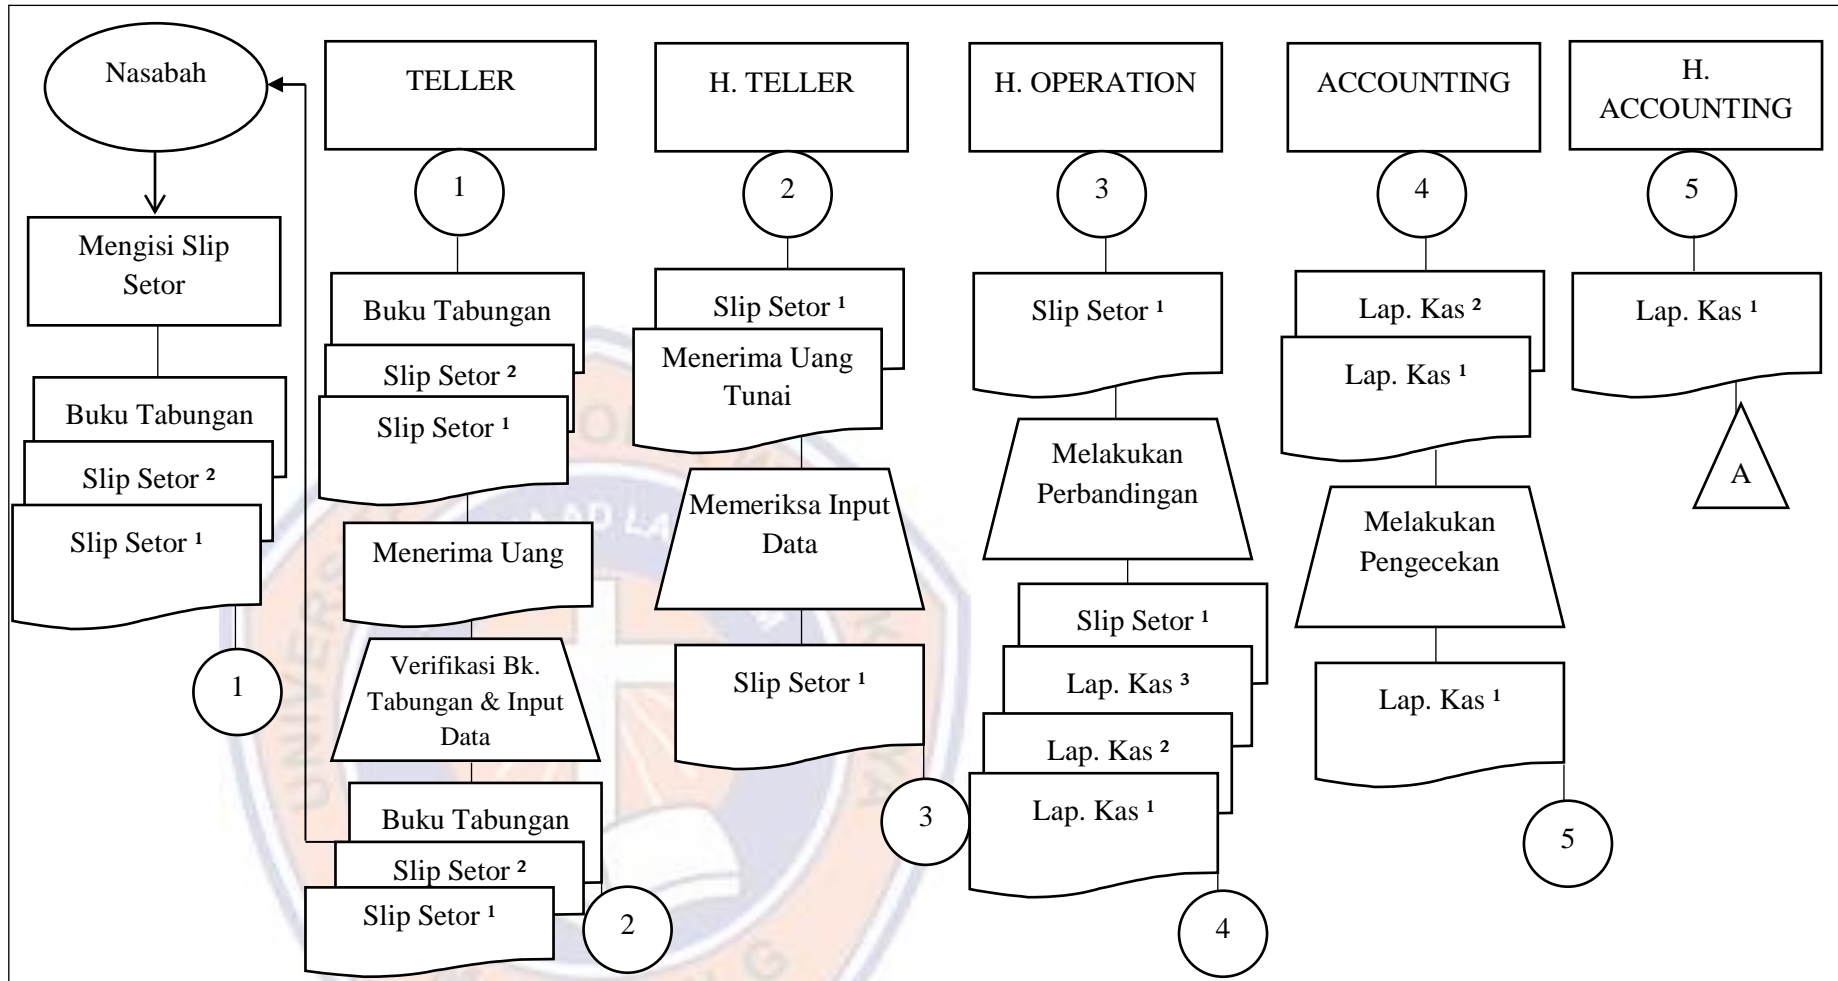 Nasabah
Mengisi Slip
Setor
Buku Tabungan
Slip Setor ²
Slip Setor ¹
1
TELLER
1
Buku Tabungan
Slip Setor ²
Slip Setor ¹
Menerima Uang
Verifikasi Bk.
Tabungan & Input
Data
Buku Tabungan
Slip Setor ²
Slip Setor ¹
2
H. TELLER
2
Slip Setor ¹
Menerima Uang
Tunai
Memeriksa Input
Data
Slip Setor ¹
3
H. OPERATION
3
Slip Setor ¹
Melakukan
Perbandingan
Slip Setor ¹
Lap. Kas ³
Lap. Kas ²
Lap. Kas ¹
4
ACCOUNTING
4
Lap. Kas ²
Lap. Kas ¹
Melakukan
Pengecekan
Lap. Kas ¹
5
H.
ACCOUNTING
5
Lap. Kas ¹
A